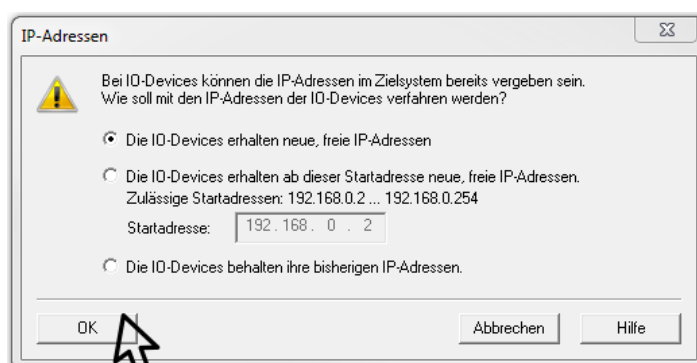 IP-Adressen
Bei IO-Devices können die IP-Adressen im Zielsystem bereits vergeben sein.
Wie soll mit den IP-Adressen der IO-Devices verfahren werden?
Die IO-Devices erhalten neue, freie IP-Adressen
Die IO-Devices erhalten ab dieser Startadresse neue, freie IP-Adressen.
Zulässige Startadressen: 192.168.0.2 ... 192.168.0.254
Startadresse: 192 . 168 . 0 . 2
Die IO-Devices behalten ihre bisherigen IP-Adressen.
OK Abbrechen Hilfe